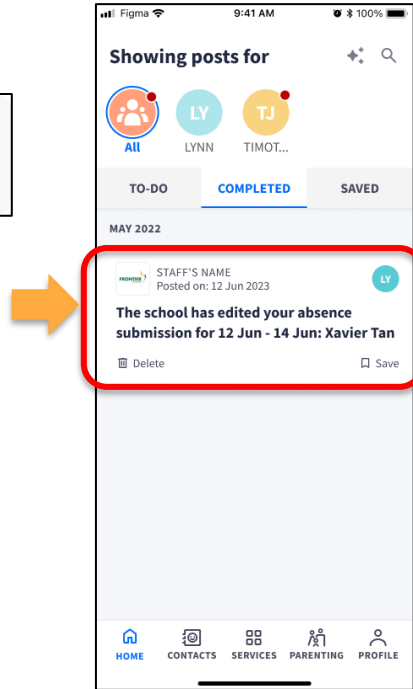 Figma 9:41 AM 100%
Showing posts for
LY TJ
All LYNN TIMOT...
TO-DO COMPLETED SAVED
MAY 2022
FRONTIER STAFF'S NAME
Posted on: 12 Jun 2023 LY
The school has edited your absence
submission for 12 Jun - 14 Jun: Xavier Tan
Delete Save
HOME CONTACTS SERVICES PARENTING PROFILE